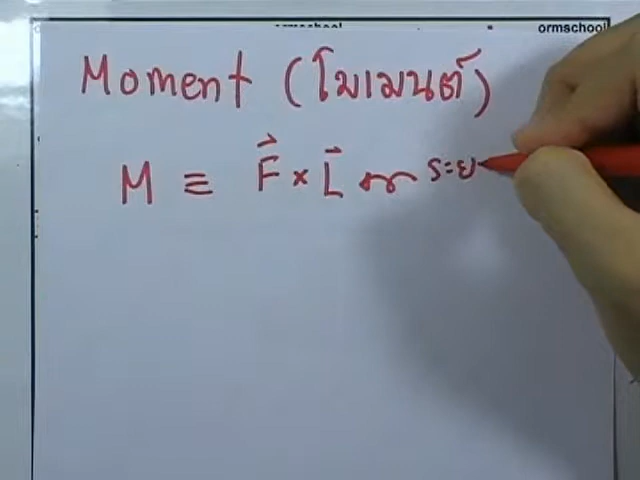 ormschool
Moment (โมเมนต์)
M ≡ F⃗ × L⃗ ระย